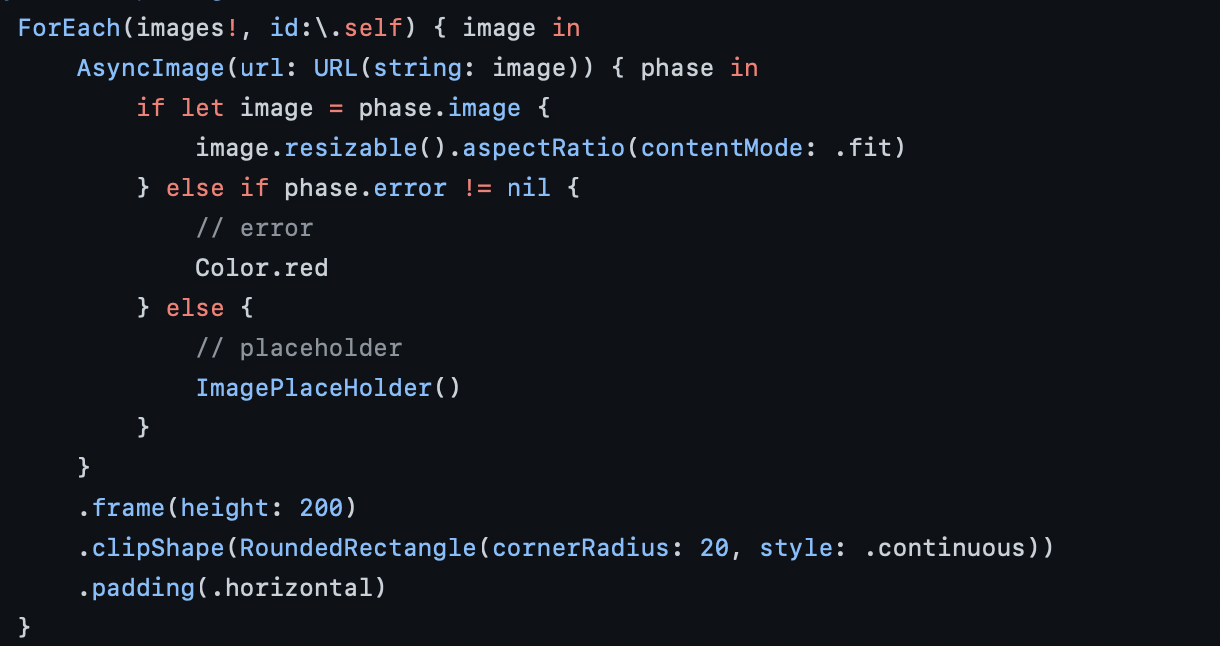 ForEach(images!, id:\.self) { image in
    AsyncImage(url: URL(string: image)) { phase in
        if let image = phase.image {
            image.resizable().aspectRatio(contentMode: .fit)
        } else if phase.error != nil {
            // error
            Color.red
        } else {
            // placeholder
            ImagePlaceHolder()
        }
    }
    .frame(height: 200)
    .clipShape(RoundedRectangle(cornerRadius: 20, style: .continuous))
    .padding(.horizontal)
}